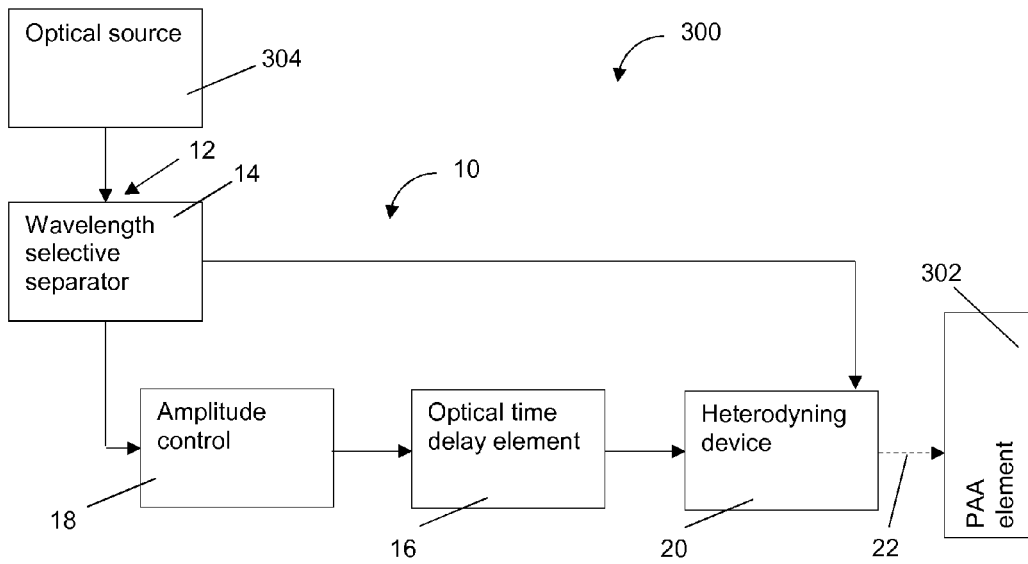 Optical source
304
300
12
14
10
Wavelength
selective
separator
302
Amplitude
control
Optical time
delay element
Heterodyning
device
PAA
element
18
16
20
22